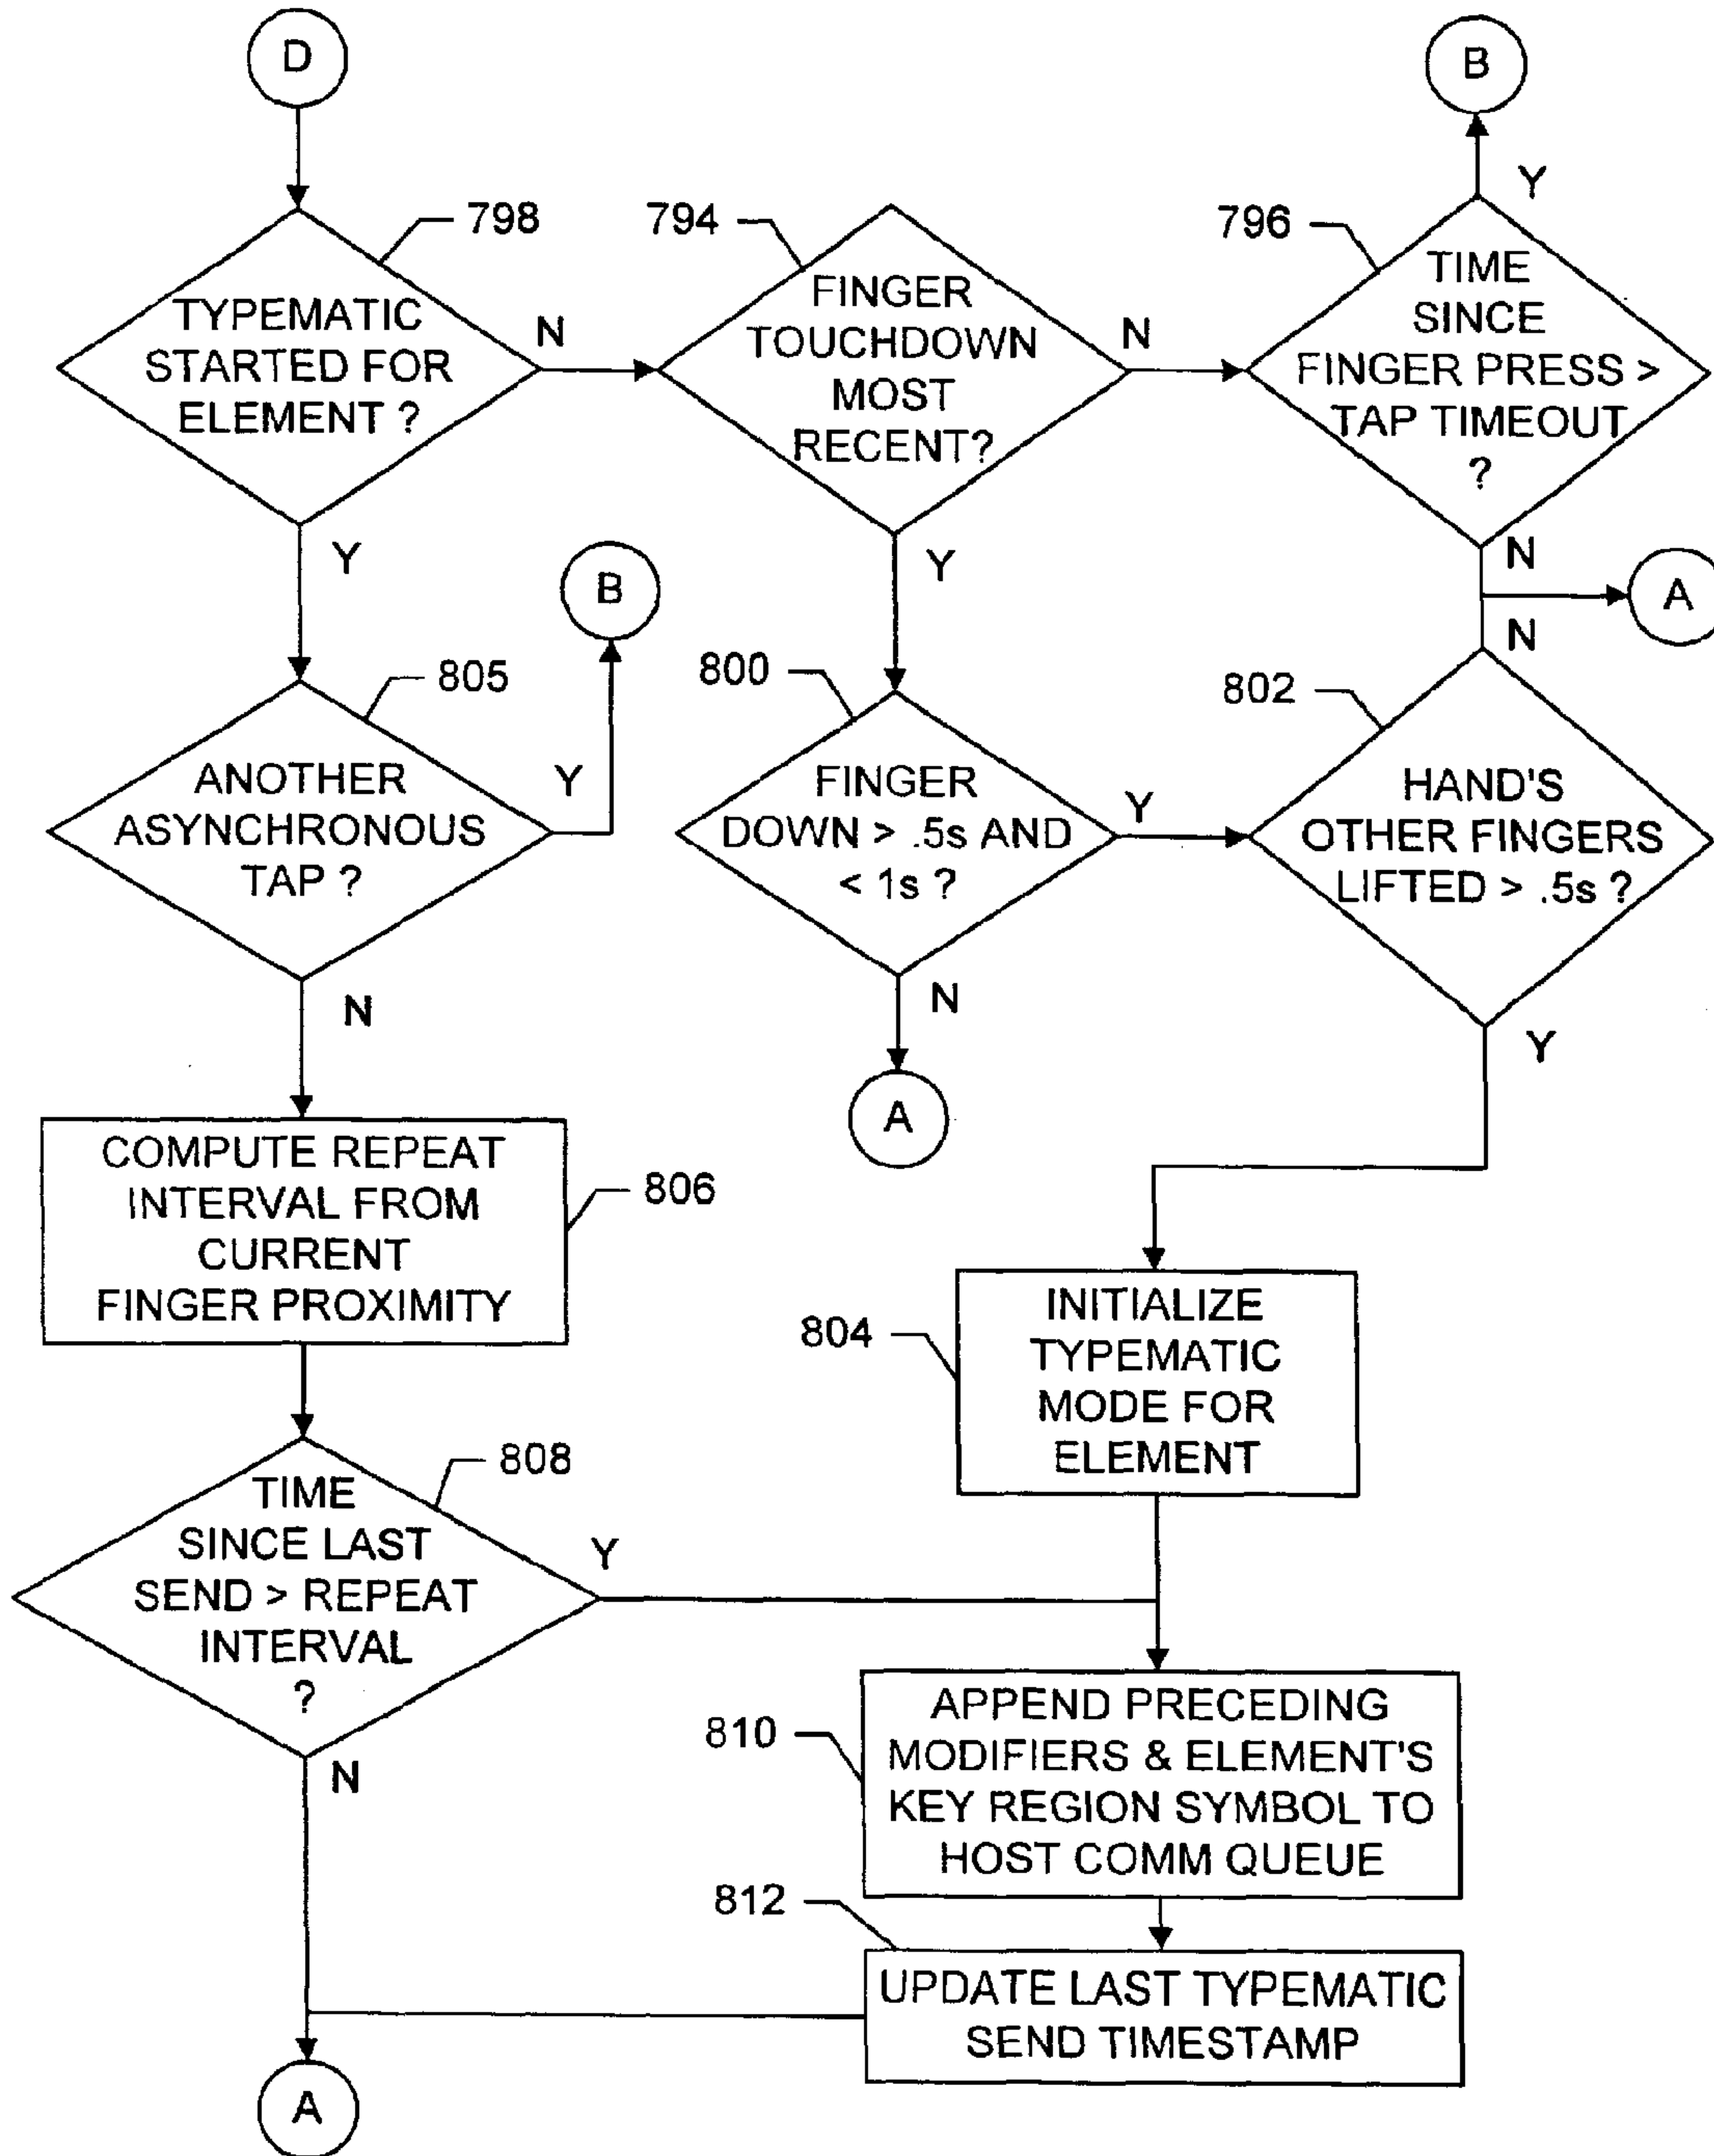 D
B
798
794
796
TYPEMATIC
STARTED FOR
ELEMENT ?
N
Y
FINGER
TOUCHDOWN
MOST
RECENT?
N
Y
TIME
SINCE
FINGER PRESS >
TAP TIMEOUT
?
Y
N
A
B
805
ANOTHER
ASYNCHRONOUS
TAP ?
Y
N
800
FINGER
DOWN > .5s AND
< 1s ?
Y
N
A
802
HAND'S
OTHER FINGERS
LIFTED > .5s ?
N
Y
COMPUTE REPEAT
INTERVAL FROM
CURRENT
FINGER PROXIMITY
806
804
INITIALIZE
TYPEMATIC
MODE FOR
ELEMENT
808
TIME
SINCE LAST
SEND > REPEAT
INTERVAL
?
Y
N
810
APPEND PRECEDING
MODIFIERS & ELEMENT'S
KEY REGION SYMBOL TO
HOST COMM QUEUE
812
UPDATE LAST TYPEMATIC
SEND TIMESTAMP
A